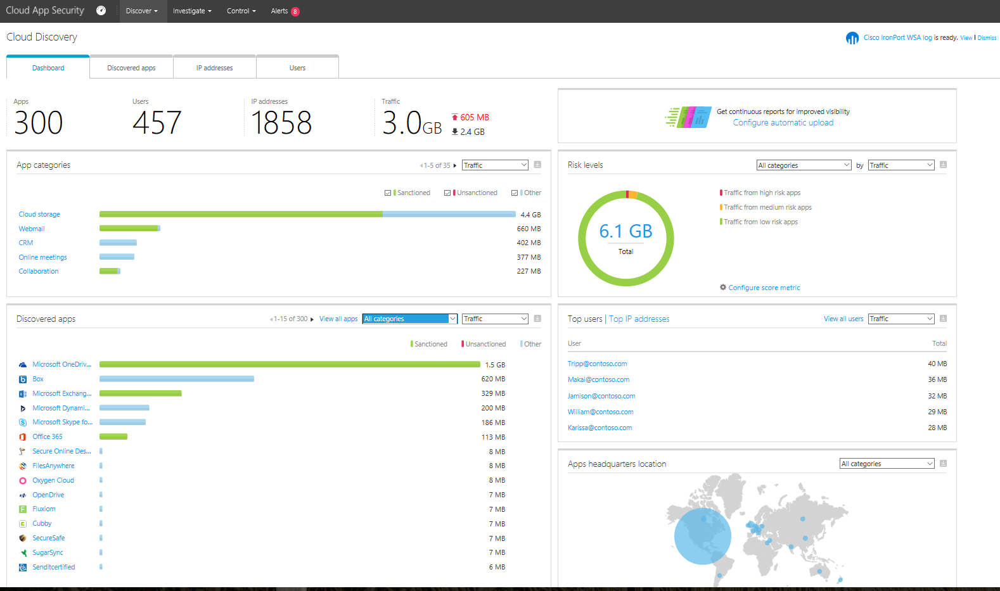 Cloud App Security
Discover
Investigate
Control
Alerts 8
Cloud Discovery
Cisco IronPort WSA log is ready. View | Dismiss
Dashboard
Discovered apps
IP addresses
Users
Apps
300
Users
457
IP addresses
1858
Traffic
3.0GB
605 MB
2.4 GB
Get continuous reports for improved visibility
Configure automatic upload
App categories
1-5 of 35
Traffic
Sanctioned
Unsanctioned
Other
Cloud storage 4.4 GB
Webmail 660 MB
CRM 402 MB
Online meetings 377 MB
Collaboration 227 MB
Risk levels
All categories by Traffic
Traffic from high risk apps
Traffic from medium risk apps
Traffic from low risk apps
6.1 GB
Total
Configure score metric
Discovered apps
1-15 of 300
View all apps
All categories
Traffic
Sanctioned
Unsanctioned
Other
Microsoft OneDriv... 1.5 GB
Box 620 MB
Microsoft Exchang... 329 MB
Microsoft Dynami... 200 MB
Microsoft Skype fo... 186 MB
Office 365 113 MB
Secure Online Des... 8 MB
FilesAnywhere 8 MB
Oxygen Cloud 8 MB
OpenDrive 7 MB
Fluxiom 7 MB
Cubby 7 MB
SecureSafe 7 MB
SugarSync 7 MB
Senditcertified 6 MB
Top users | Top IP addresses
View all users
Traffic
User Total
Tripp@contoso.com 40 MB
Makai@contoso.com 36 MB
Jamison@contoso.com 32 MB
William@contoso.com 29 MB
Karissa@contoso.com 28 MB
Apps headquarters location
All categories